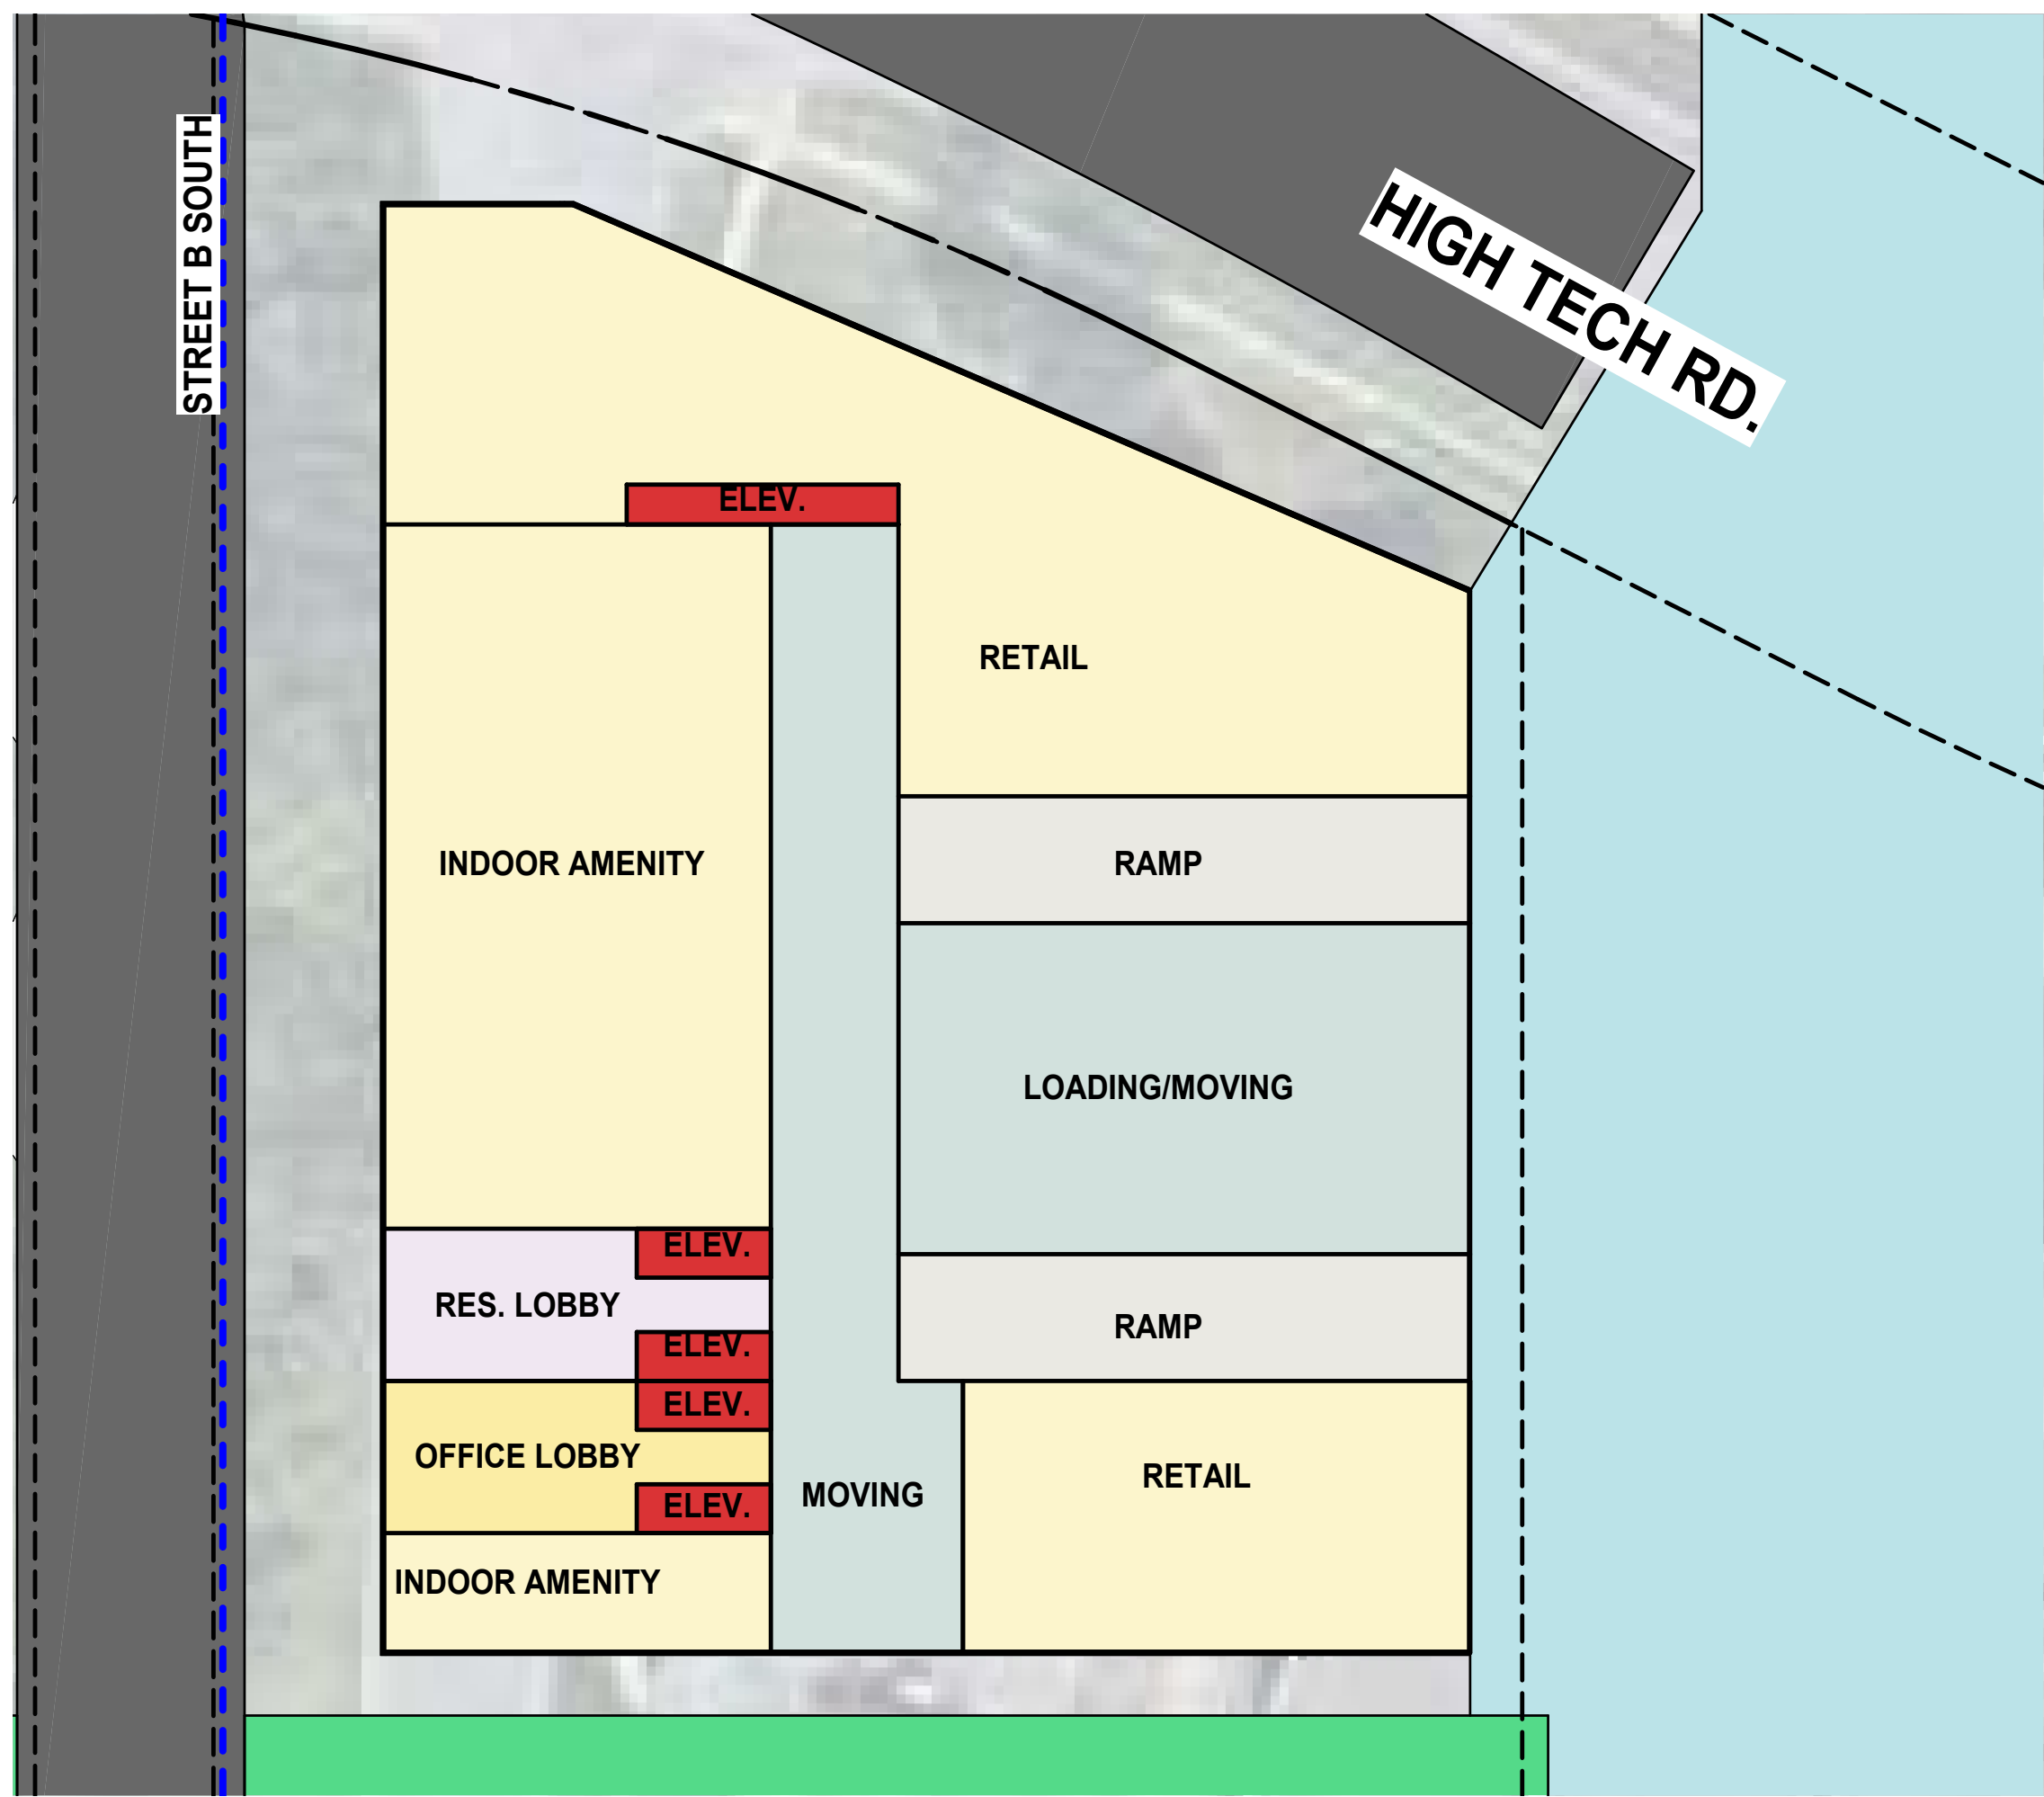 STREET B SOUTH
HIGH TECH RD.
ELEV.
RETAIL
INDOOR AMENITY
RAMP
LOADING/MOVING
ELEV.
RES. LOBBY
RAMP
ELEV.
ELEV.
OFFICE LOBBY
RETAIL
MOVING
ELEV.
INDOOR AMENITY